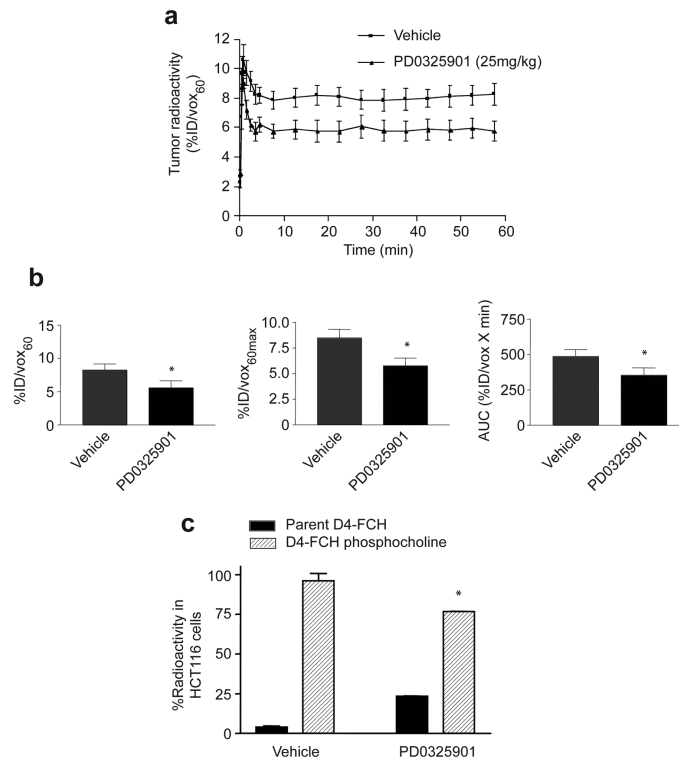 a
Vehicle
PD0325901 (25mg/kg)
Tumor radioactivity
(%ID/vox60)
12
10
8
6
4
2
0
0 10 20 30 40 50 60
Time (min)
b
%ID/vox60
15
10
5
0
Vehicle
PD0325901
*
%ID/vox60max
10.0
7.5
5.0
2.5
0.0
Vehicle
PD0325901
*
AUC (%ID/vox X min)
750
500
250
0
Vehicle
PD0325901
*
c
Parent D4-FCH
D4-FCH phosphocholine
%Radioactivity in
HCT116 cells
100
75
50
25
0
*
Vehicle PD0325901